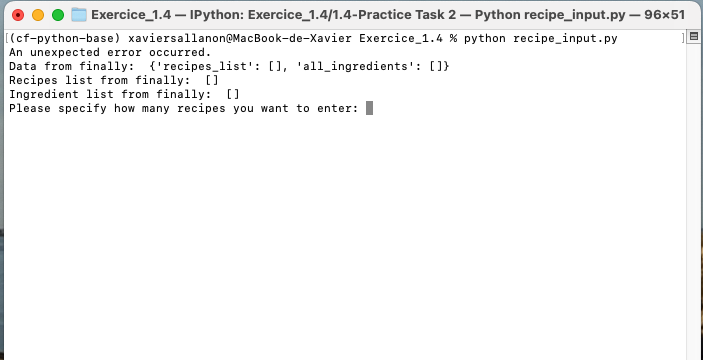 Exercice_1.4 — IPython: Exercice_1.4/1.4-Practice Task 2 — Python recipe_input.py — 96×51
[(cf-python-base) xaviersallanon@MacBook-de-Xavier Exercice_1.4 % python recipe_input.py ]
An unexpected error occurred.
Data from finally:  {'recipes_list': [], 'all_ingredients': []}
Recipes list from finally:  []
Ingredient list from finally:  []
Please specify how many recipes you want to enter: